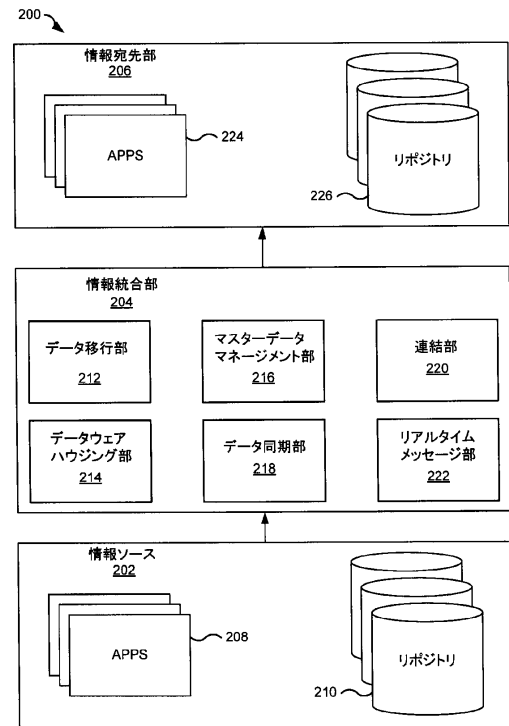 200
情報宛先部
206
APPS
224
リポジトリ
226
情報統合部
204
データ移行部
212
マスターデータ
マネージメント部
216
連結部
220
データウェア
ハウジング部
214
データ同期部
218
リアルタイム
メッセージ部
222
情報ソース
202
APPS
208
リポジトリ
210